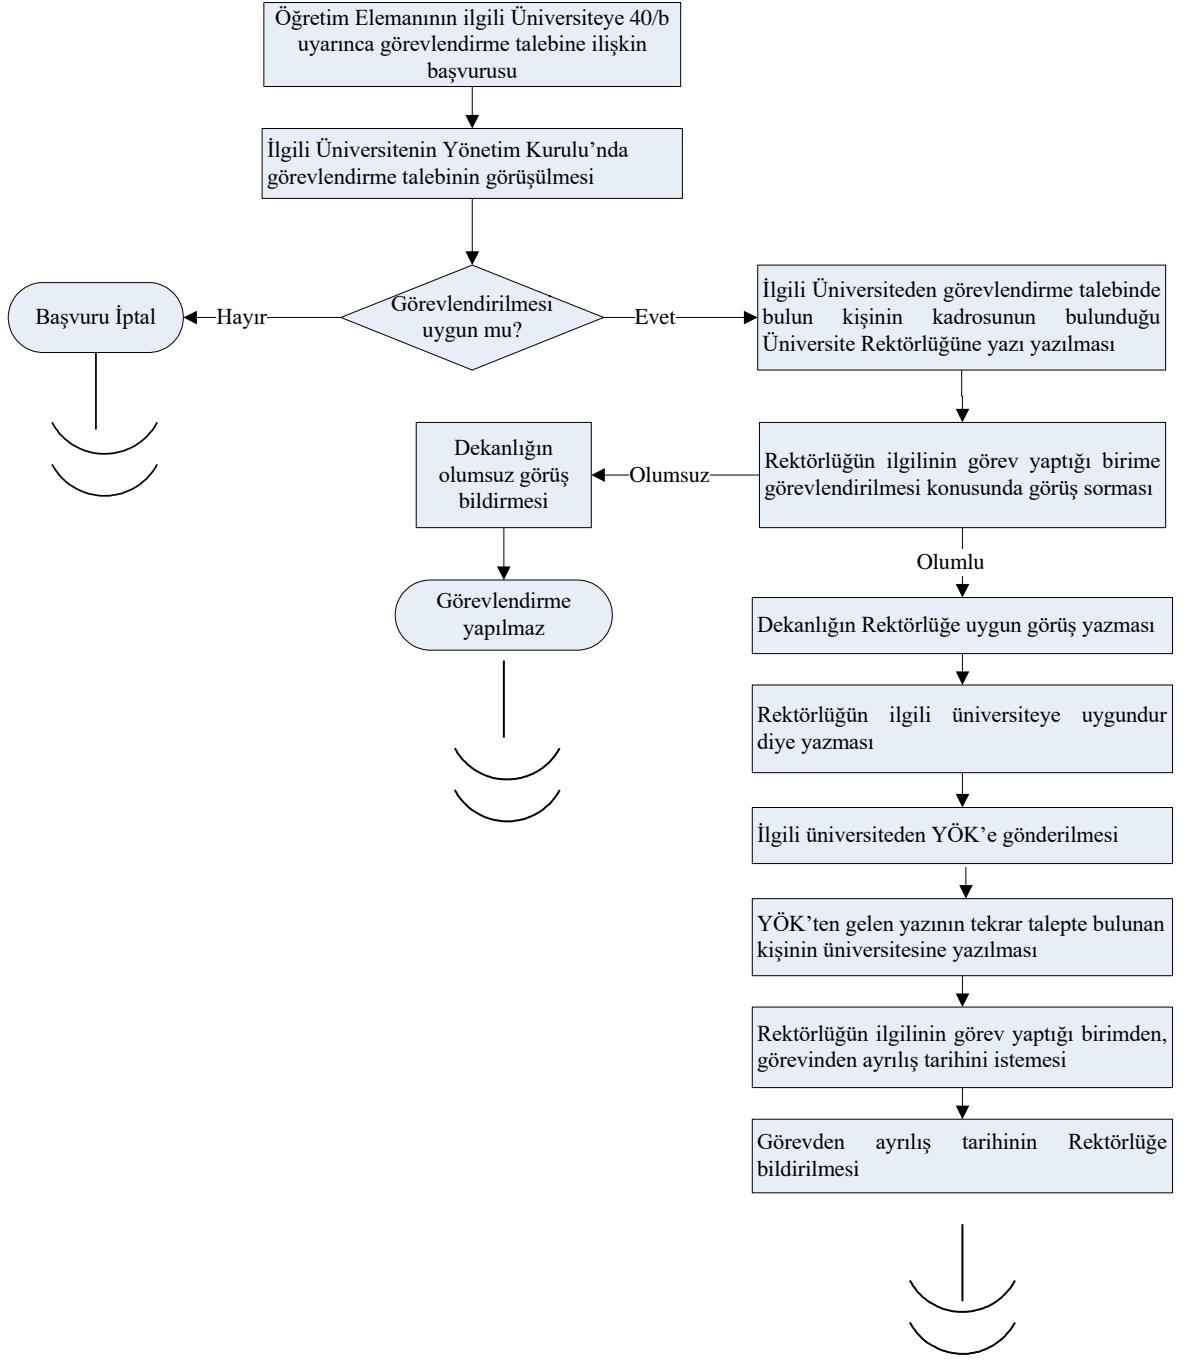 Öğretim Elemanının ilgili Üniversiteye 40/b
uyarınca görevlendirme talebine ilişkin
başvurusu
İlgili Üniversitenin Yönetim Kurulu’nda
görevlendirme talebinin görüşülmesi
Görevlendirilmesi
uygun mu?
Hayır
Başvuru İptal
Evet
İlgili Üniversiteden görevlendirme talebinde
bulun kişinin kadrosunun bulunduğu
Üniversite Rektörlüğüne yazı yazılması
Rektörlüğün ilgilinin görev yaptığı birime
görevlendirilmesi konusunda görüş sorması
Olumsuz
Dekanlığın
olumsuz görüş
bildirmesi
Görevlendirme
yapılmaz
Olumlu
Dekanlığın Rektörlüğe uygun görüş yazması
Rektörlüğün ilgili üniversiteye uygundur
diye yazması
İlgili üniversiteden YÖK’e gönderilmesi
YÖK’ten gelen yazının tekrar talepte bulunan
kişinin üniversitesine yazılması
Rektörlüğün ilgilinin görev yaptığı birimden,
görevinden ayrılış tarihini istemesi
Görevden ayrılış tarihinin Rektörlüğe
bildirilmesi